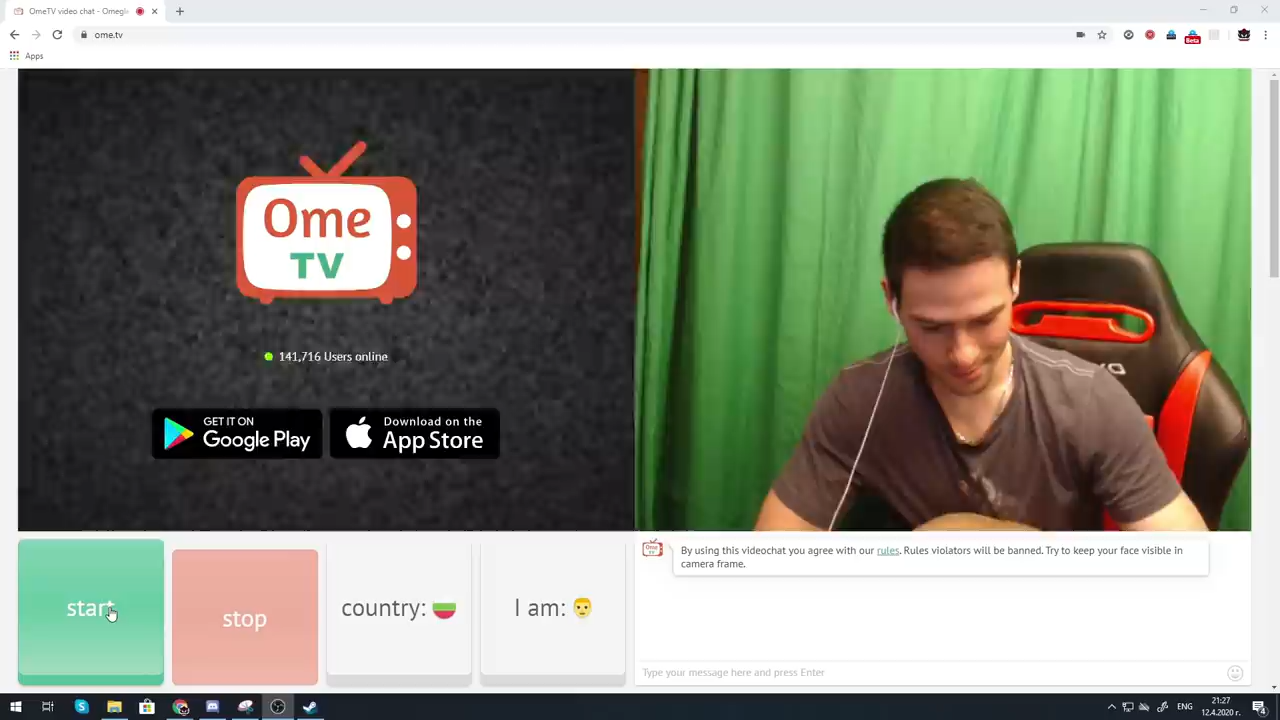 OmeTV video chat - Omegl
ome.tv
Beta
Apps
Ome
TV
141,716 Users online
GET IT ON
Google Play
Download on the
App Store
start
stop
country:
I am:
By using this videochat you agree with our rules. Rules violators will be banned. Try to keep your face visible in
camera frame.
Type your message here and press Enter
ENG
21:27
12.4.2020 г.
4